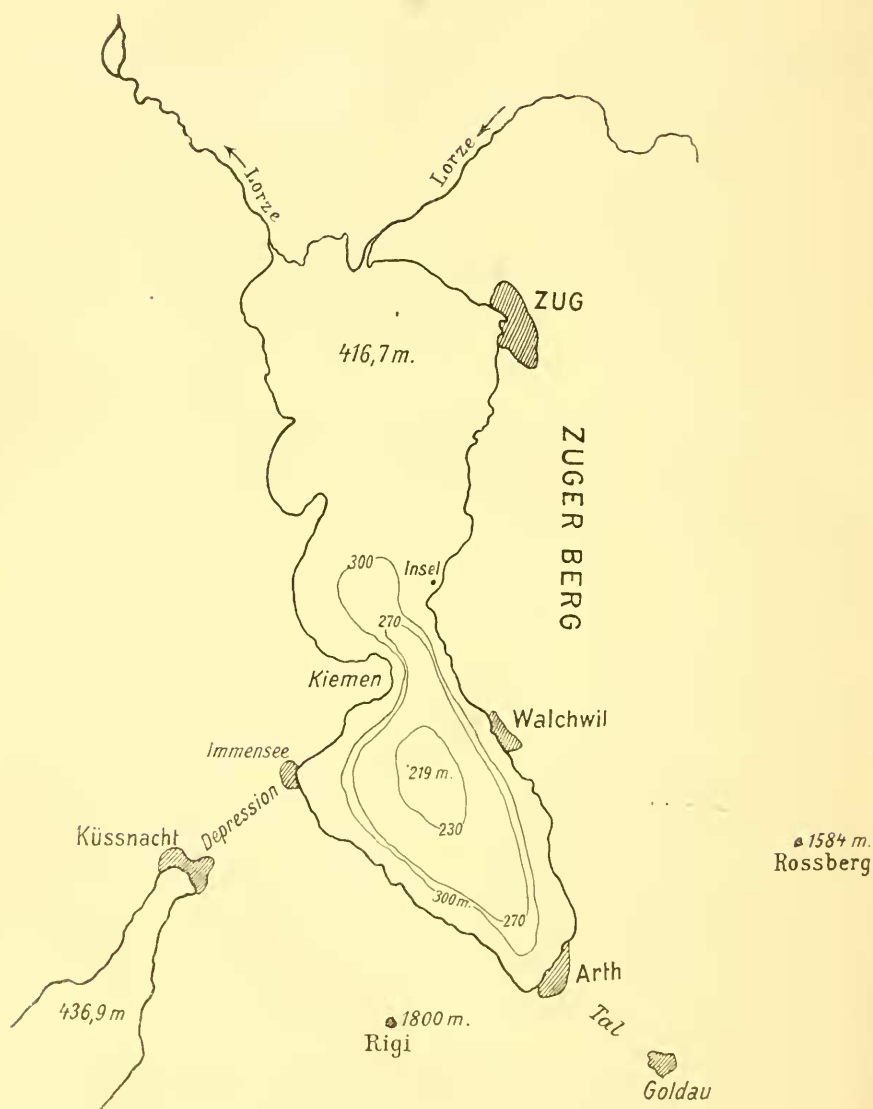 Lorze
Lorze
ZUG
416,7 m.
ZUGER BERG
300
Insel
270
Kiemen
Walchwil
Immensee
219 m.
Depression
230
Küssnacht
1584 m.
Rossberg
300 m.
270
Arth
436,9 m
1800 m.
Rigi
Tal
Goldau